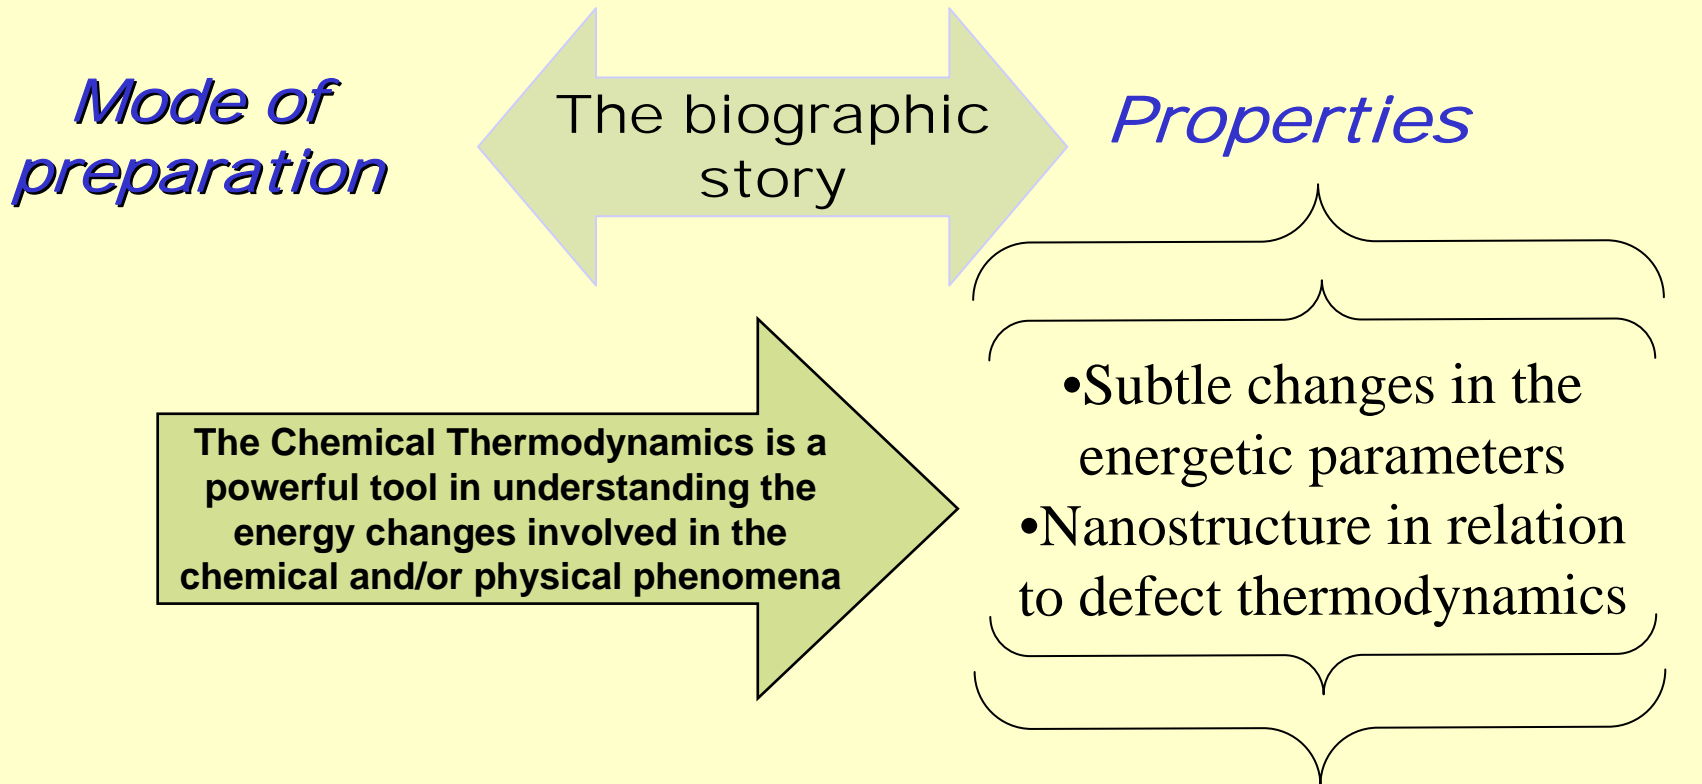 Mode of
preparation
The biographic
story
Properties
The Chemical Thermodynamics is a
powerful tool in understanding the
energy changes involved in the
chemical and/or physical phenomena
•Subtle changes in the
energetic parameters
•Nanostructure in relation
to defect thermodynamics